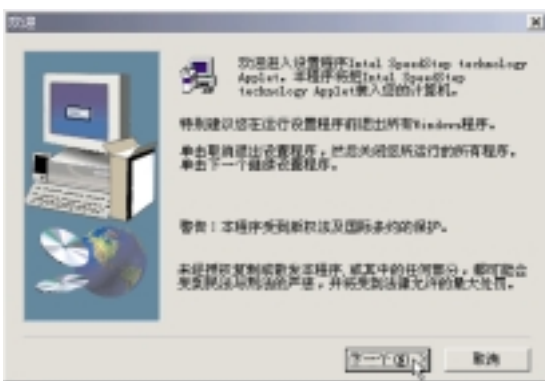 欢迎
欢迎进入设置程序Intel SpeedStep technology
Applet。本程序将把Intel SpeedStep
technology Applet装入您的计算机。
特别建议您在运行设置程序前退出所有Windows程序。
单击取消退出设置程序,然后关闭您所运行的所有程序。
单击下一个继续设置程序。
警告:本程序受到版权法及国际条约的保护。
未经授权复制或散发本程序,或其中的任何部分,都可能会
受到民法与刑法的严惩,并将受到法律允许的最大处罚。
下一个(N) >
取消